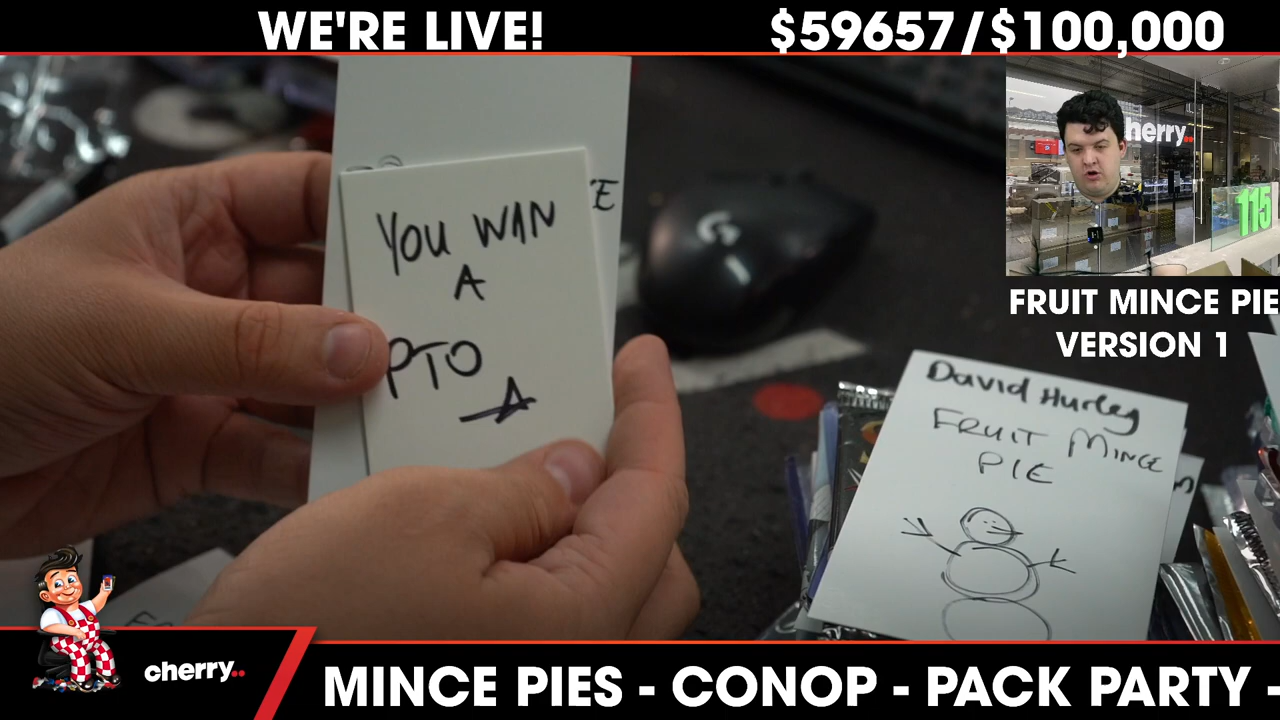 WE'RE LIVE!
$59657/$100,000
herry..
115
FRUIT MINCE PIE
VERSION 1
YOU WIN
A
PTO
E
David Hurley
FRUIT MINCE
PIE
G
cherry..
MINCE PIES - CONOP - PACK PARTY -